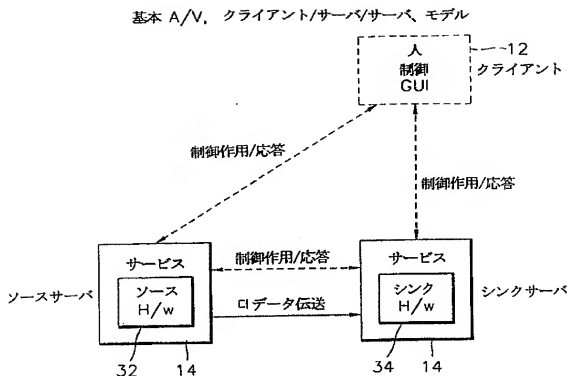 基本 A/V, クライアント/サーバ/サーバ、モデル
人
制御
GUI
12
クライアント
制御作用/応答
制御作用/応答
サービス
ソース
H/w
ソースサーバ
32
14
制御作用/応答
CIデータ伝送
サービス
シンク
H/w
シンクサーバ
34
14